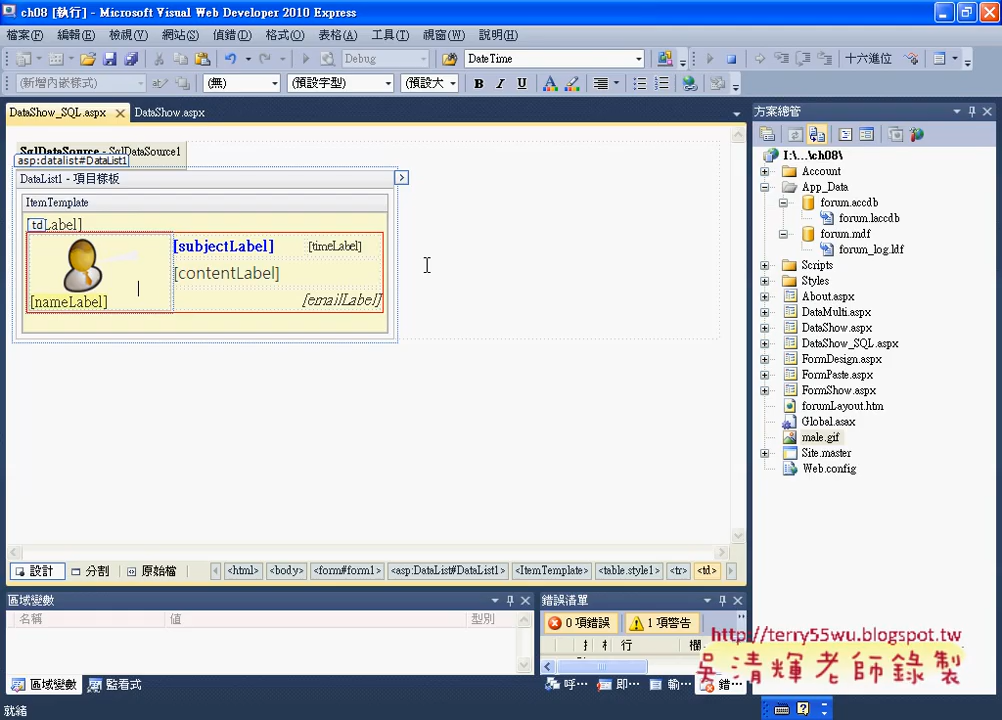 ch08 [執行] - Microsoft Visual Web Developer 2010 Express
檔案(F) 編輯(E) 檢視(V) 網站(S) 偵錯(D) 格式(O) 表格(A) 工具(T) 視窗(W) 說明(H)
Debug DateTime 十六進位
(新增內嵌樣式) (無) (預設字型) (預設大 B I U A
DataShow_SQL.aspx DataShow.aspx
方案總管
SqlDataSource - SqlDataSource1
asp:datalist#DataList1
DataList1 - 項目樣板
ItemTemplate
td Label]
[subjectLabel] [timeLabel]
[contentLabel]
[nameLabel] [emailLabel]
I:\...\ch08\
Account
App_Data
forum.accdb
forum.laccdb
forum.mdf
forum_log.ldf
Scripts
Styles
About.aspx
DataMulti.aspx
DataShow.aspx
DataShow_SQL.aspx
FormDesign.aspx
FormPaste.aspx
FormShow.aspx
forumLayout.htm
Global.asax
male.gif
Site.master
Web.config
設計 分割 原始檔 <html> <body> <form#form1> <asp:DataList#DataList1> <ItemTemplate> <table.style1> <tr> <td>
區域變數 錯誤清單
名稱 值 型別
0 項錯誤 1 項警告
行 欄
http://terry55wu.blogspot.tw
吳清輝老師錄製
區域變數 監看式 呼... 即... 輸... 錯...
就緒